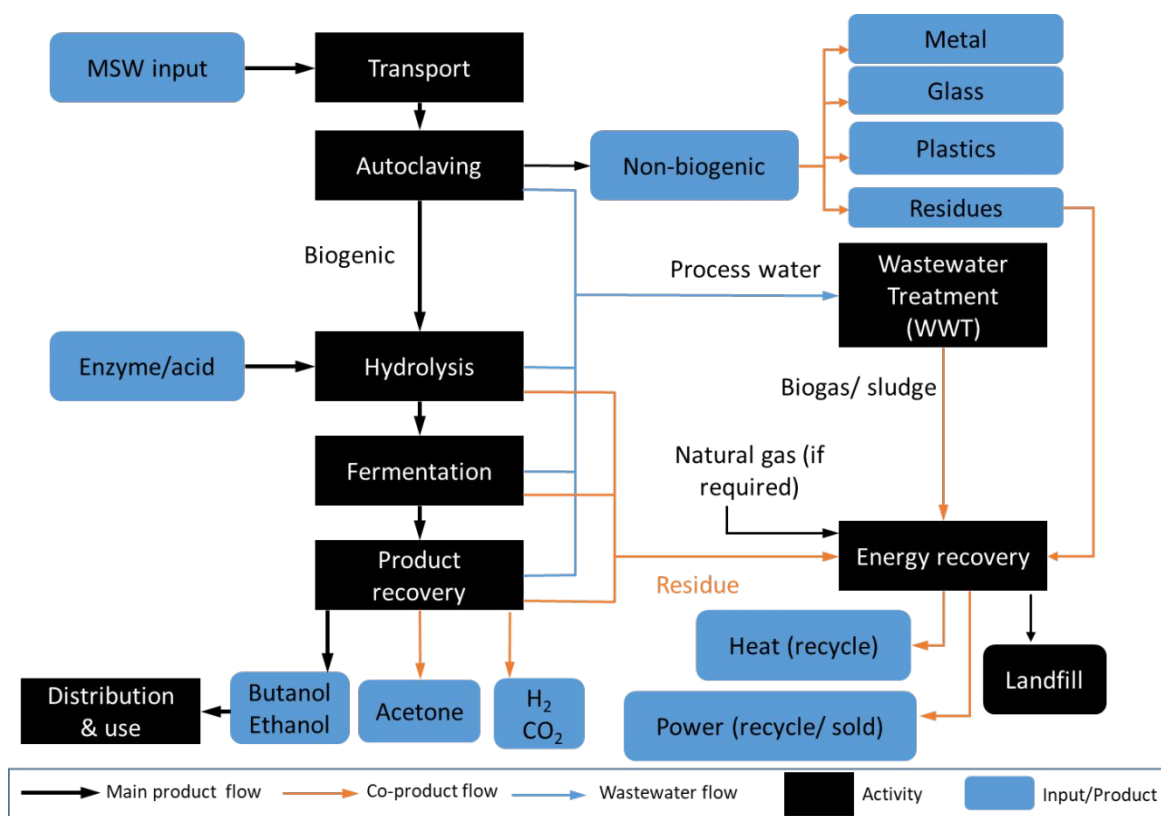 MSW input
Transport
Metal
Glass
Plastics
Residues
Autoclaving
Non-biogenic
Biogenic
Process water
Wastewater
Treatment
(WWT)
Enzyme/acid
Hydrolysis
Biogas/ sludge
Fermentation
Natural gas (if
required)
Product
recovery
Energy recovery
Residue
Heat (recycle)
Landfill
Distribution
& use
Butanol
Ethanol
Acetone
H₂
CO₂
Power (recycle/ sold)
Main product flow
Co-product flow
Wastewater flow
Activity
Input/Product